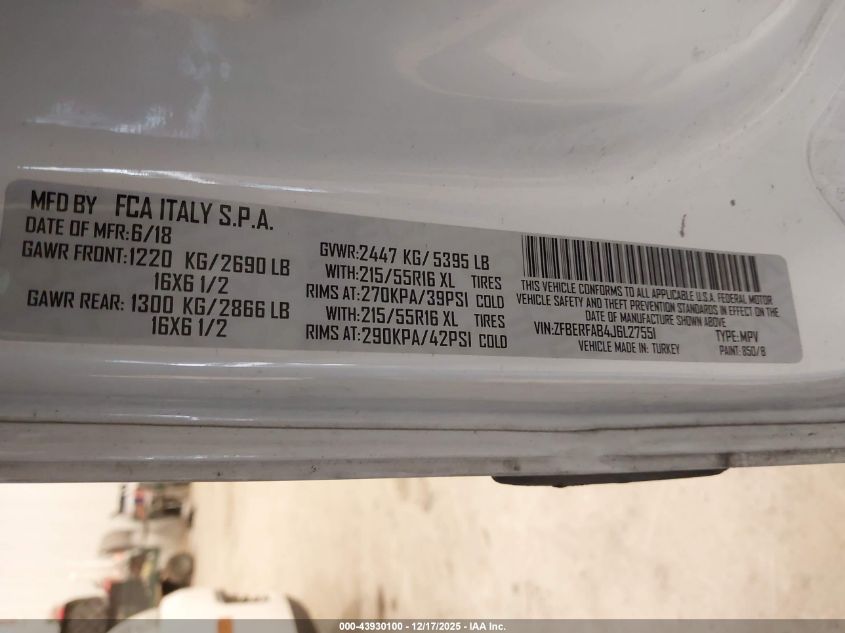 MFD BY FCA ITALY S.P.A.
DATE OF MFR:6/18
GAWR FRONT:1220 KG/2690 LB
16X6 1/2
GAWR REAR: 1300 KG/2866 LB
16X6 1/2
GVWR:2447 KG/ 5395 LB
WITH:215/55R16 XL TIRES
RIMS AT:270KPA/39PSI COLD
WITH:215/55R16 XL TIRES
RIMS AT:290KPA/42PSI COLD
THIS VEHICLE CONFORMS TO ALL APPLICABLE U.S.A. FEDERAL MOTOR
VEHICLE SAFETY AND THEFT PREVENTION STANDARDS IN EFFECT ON THE
DATE OF MANUFACTURE SHOWN ABOVE
VIN:ZFBERFAB4J6L27551 TYPE:MPV
VEHICLE MADE IN: TURKEY PAINT: 850/B
000-43930100 - 12/17/2025 - IAA Inc.